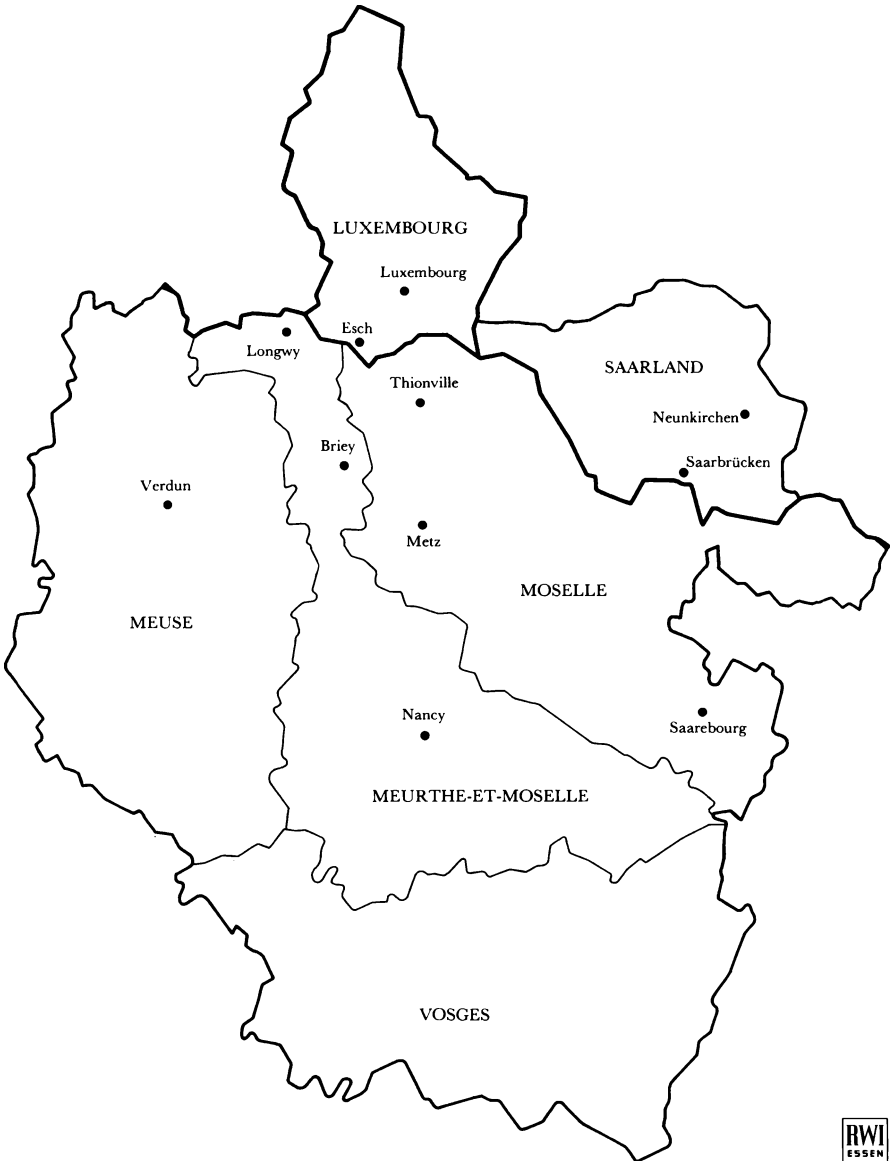 LUXEMBOURG
Luxembourg
Esch
Longwy
SAARLAND
Thionville
Neunkirchen
Briey
Saarbrücken
Verdun
Metz
MOSELLE
MEUSE
Nancy
Saarebourg
MEURTHE-ET-MOSELLE
VOSGES
RWI
ESSEN